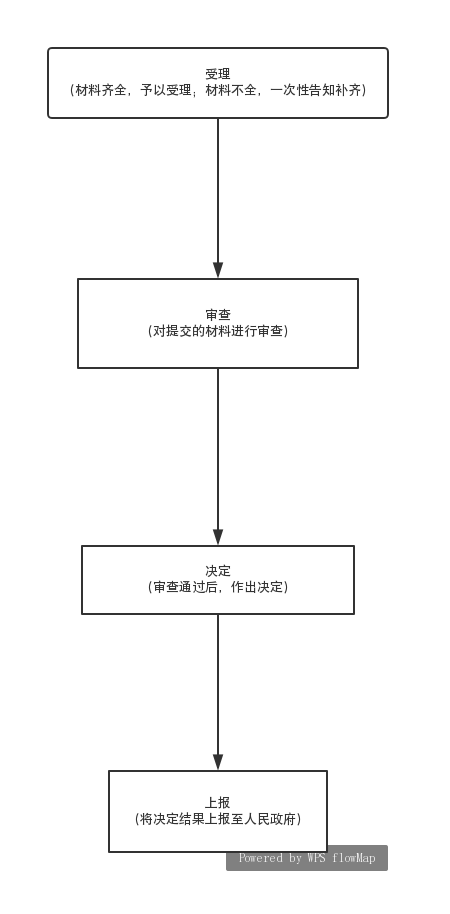 受理
(材料齐全，予以受理；材料不全，一次性告知补齐)
审查
(对提交的材料进行审查)
决定
(审查通过后，作出决定)
上报
(将决定结果上报至人民政府)
Powered by WPS flowMap